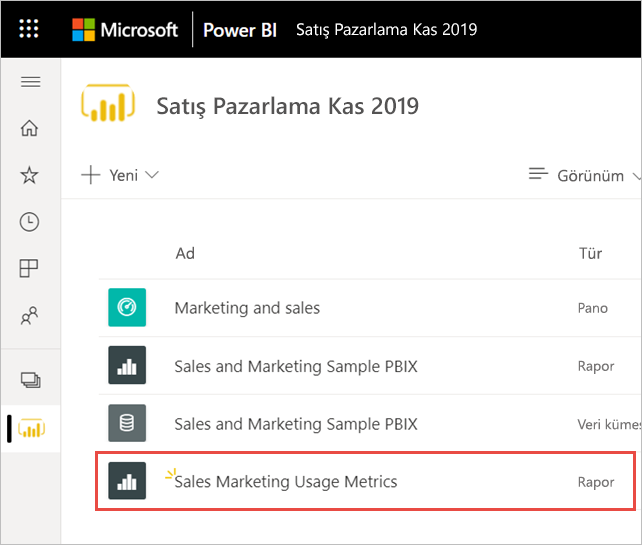 Microsoft Power BI Satış Pazarlama Kas 2019
Satış Pazarlama Kas 2019
Yeni Görünüm
Ad Tür
Marketing and sales Pano
Sales and Marketing Sample PBIX Rapor
Sales and Marketing Sample PBIX Veri kümes
Sales Marketing Usage Metrics Rapor